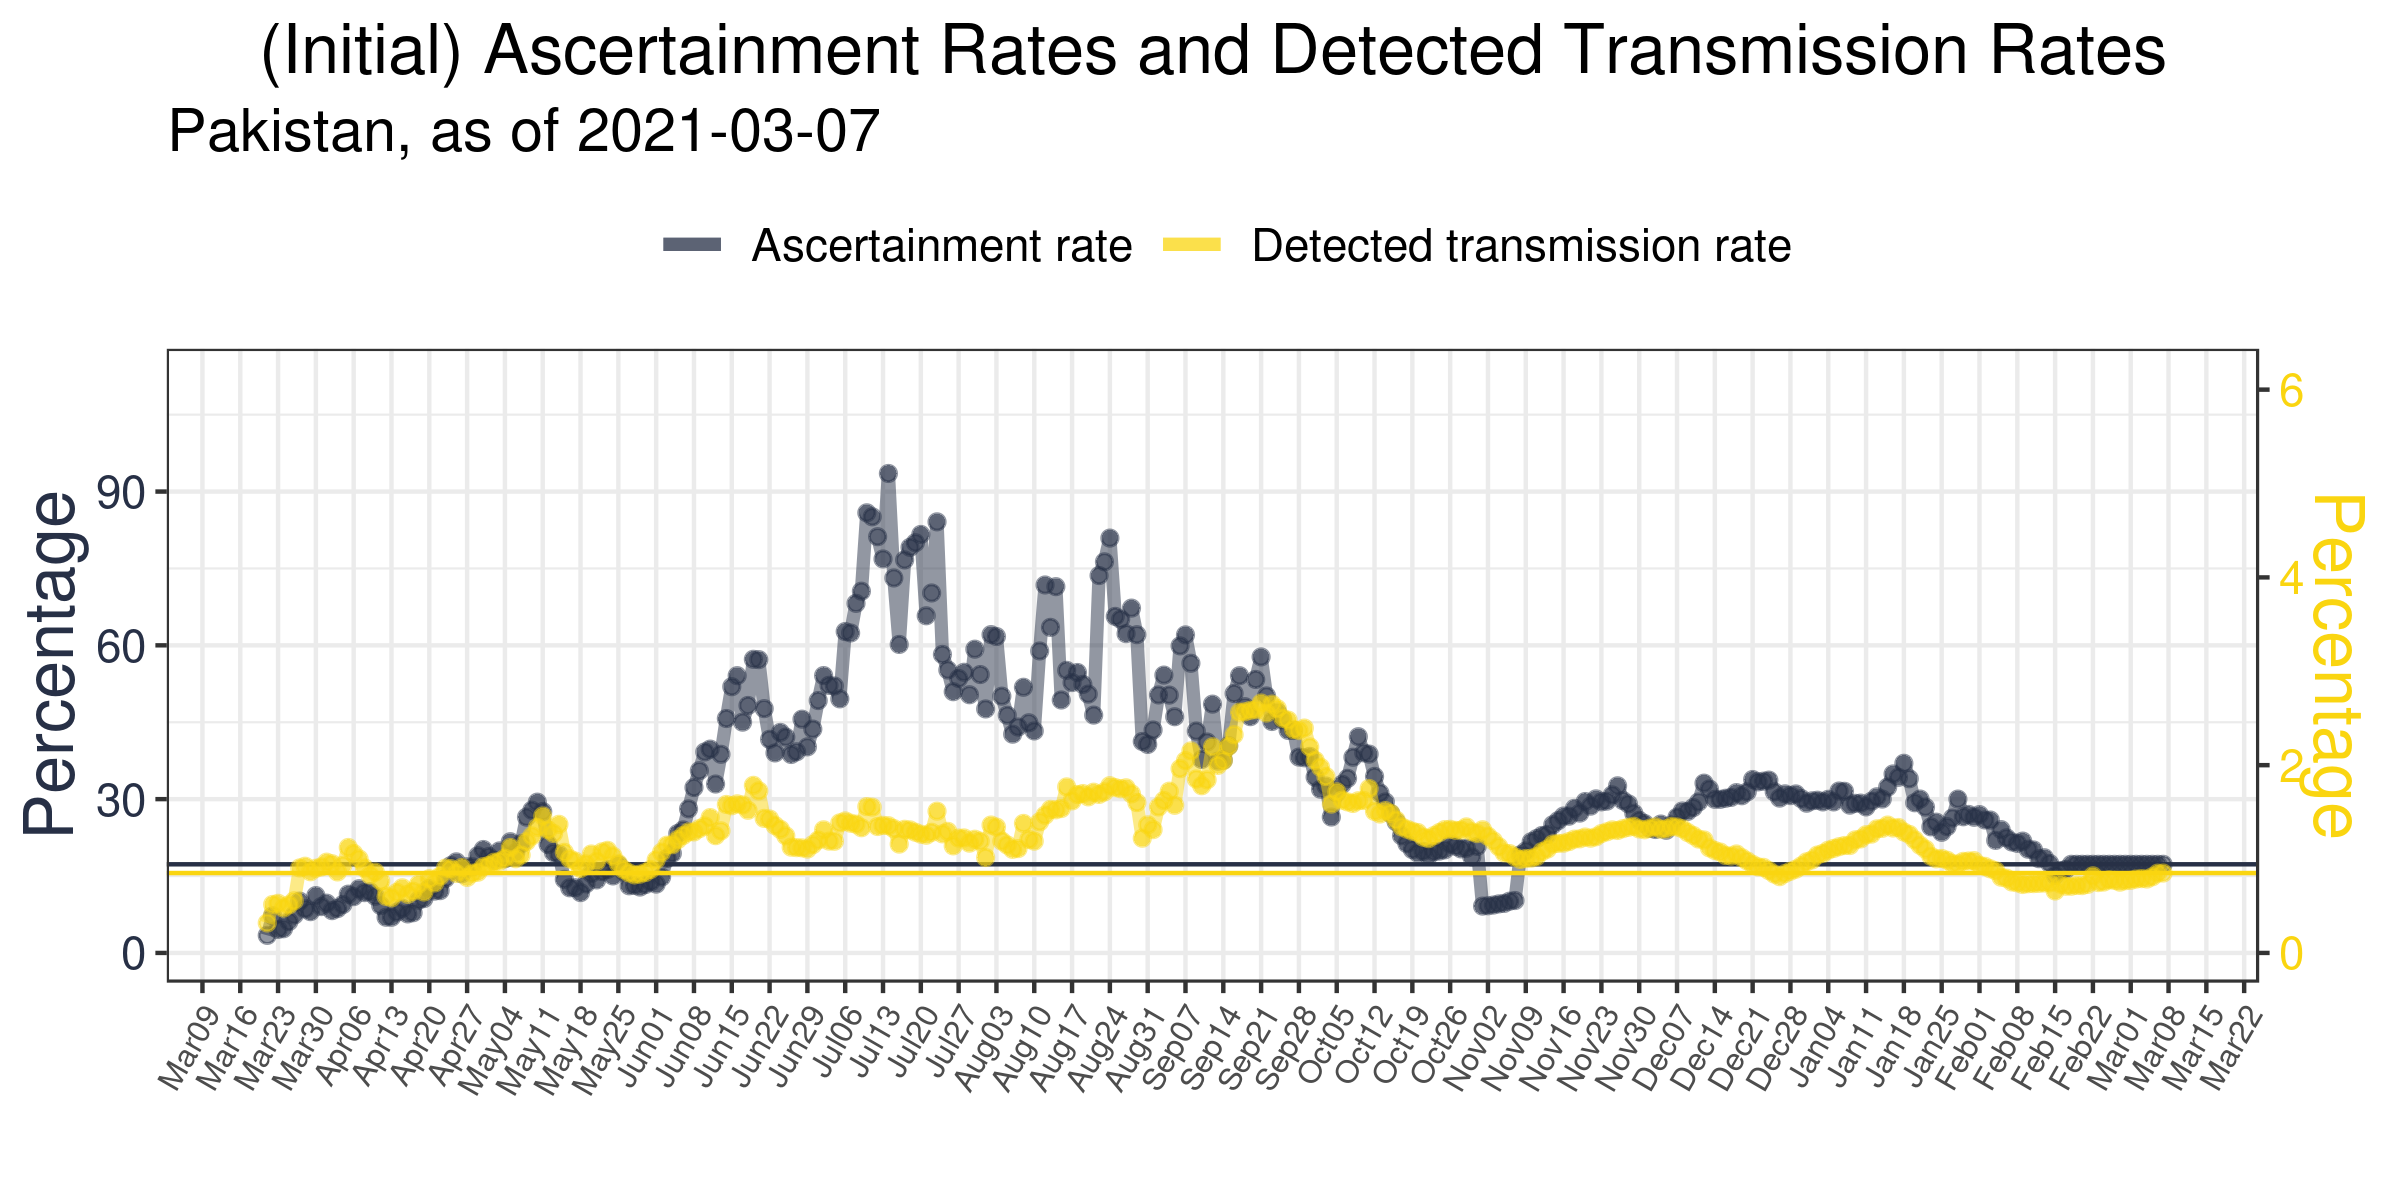 (Initial) Ascertainment Rates and Detected Transmission Rates
Pakistan, as of 2021-03-07
Ascertainment rate Detected transmission rate
Percentage
90
60
30
0
6
4
2
0
Percentage
Mar09 Mar16 Mar23 Mar30 Apr06 Apr13 Apr20 Apr27 May04 May11 May18 May25 Jun01 Jun08 Jun15 Jun22 Jun29 Jul06 Jul13 Jul20 Jul27 Aug03 Aug10 Aug17 Aug24 Aug31 Sep07 Sep14 Sep21 Sep28 Oct05 Oct12 Oct19 Oct26 Nov02 Nov09 Nov16 Nov23 Nov30 Dec07 Dec14 Dec21 Dec28 Jan04 Jan11 Jan18 Jan25 Feb01 Feb08 Feb15 Feb22 Mar01 Mar08 Mar15 Mar22